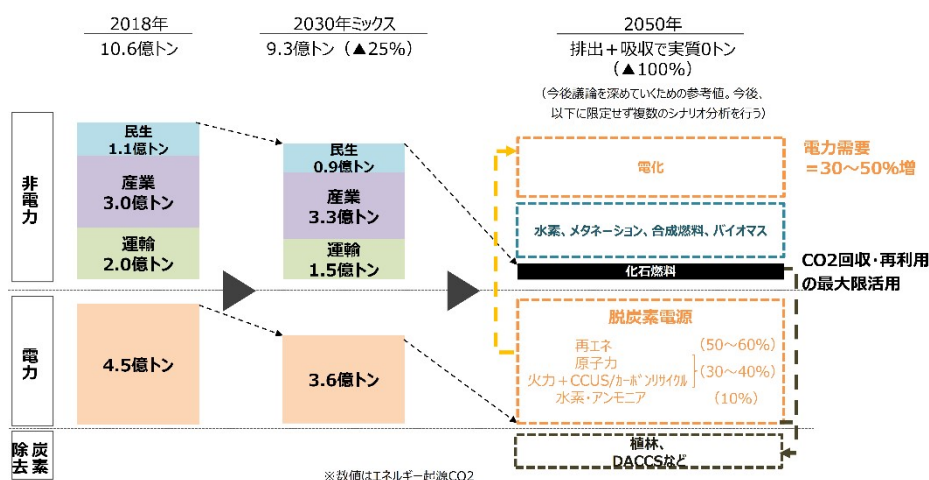 2018年
10.6億トン
2030年ミックス
9.3億トン（▲25%）
2050年
排出＋吸収で実質0トン
（▲100%）
（今後議論を深めていくための参考値。今後、
以下に限定せず複数のシナリオ分析を行う）
非電力
民生
1.1億トン
産業
3.0億トン
運輸
2.0億トン
民生
0.9億トン
産業
3.3億トン
運輸
1.5億トン
電化
電力需要
＝30～50%増
水素、メタネーション、合成燃料、バイオマス
化石燃料
CO2回収・再利用
の最大限活用
電力
4.5億トン
3.6億トン
脱炭素電源
再エネ （50～60%）
原子力
火力＋CCUS/カーボンリサイクル （30～40%）
水素・アンモニア （10%）
炭素除去
植林、
DACCSなど
※数値はエネルギー起源CO2